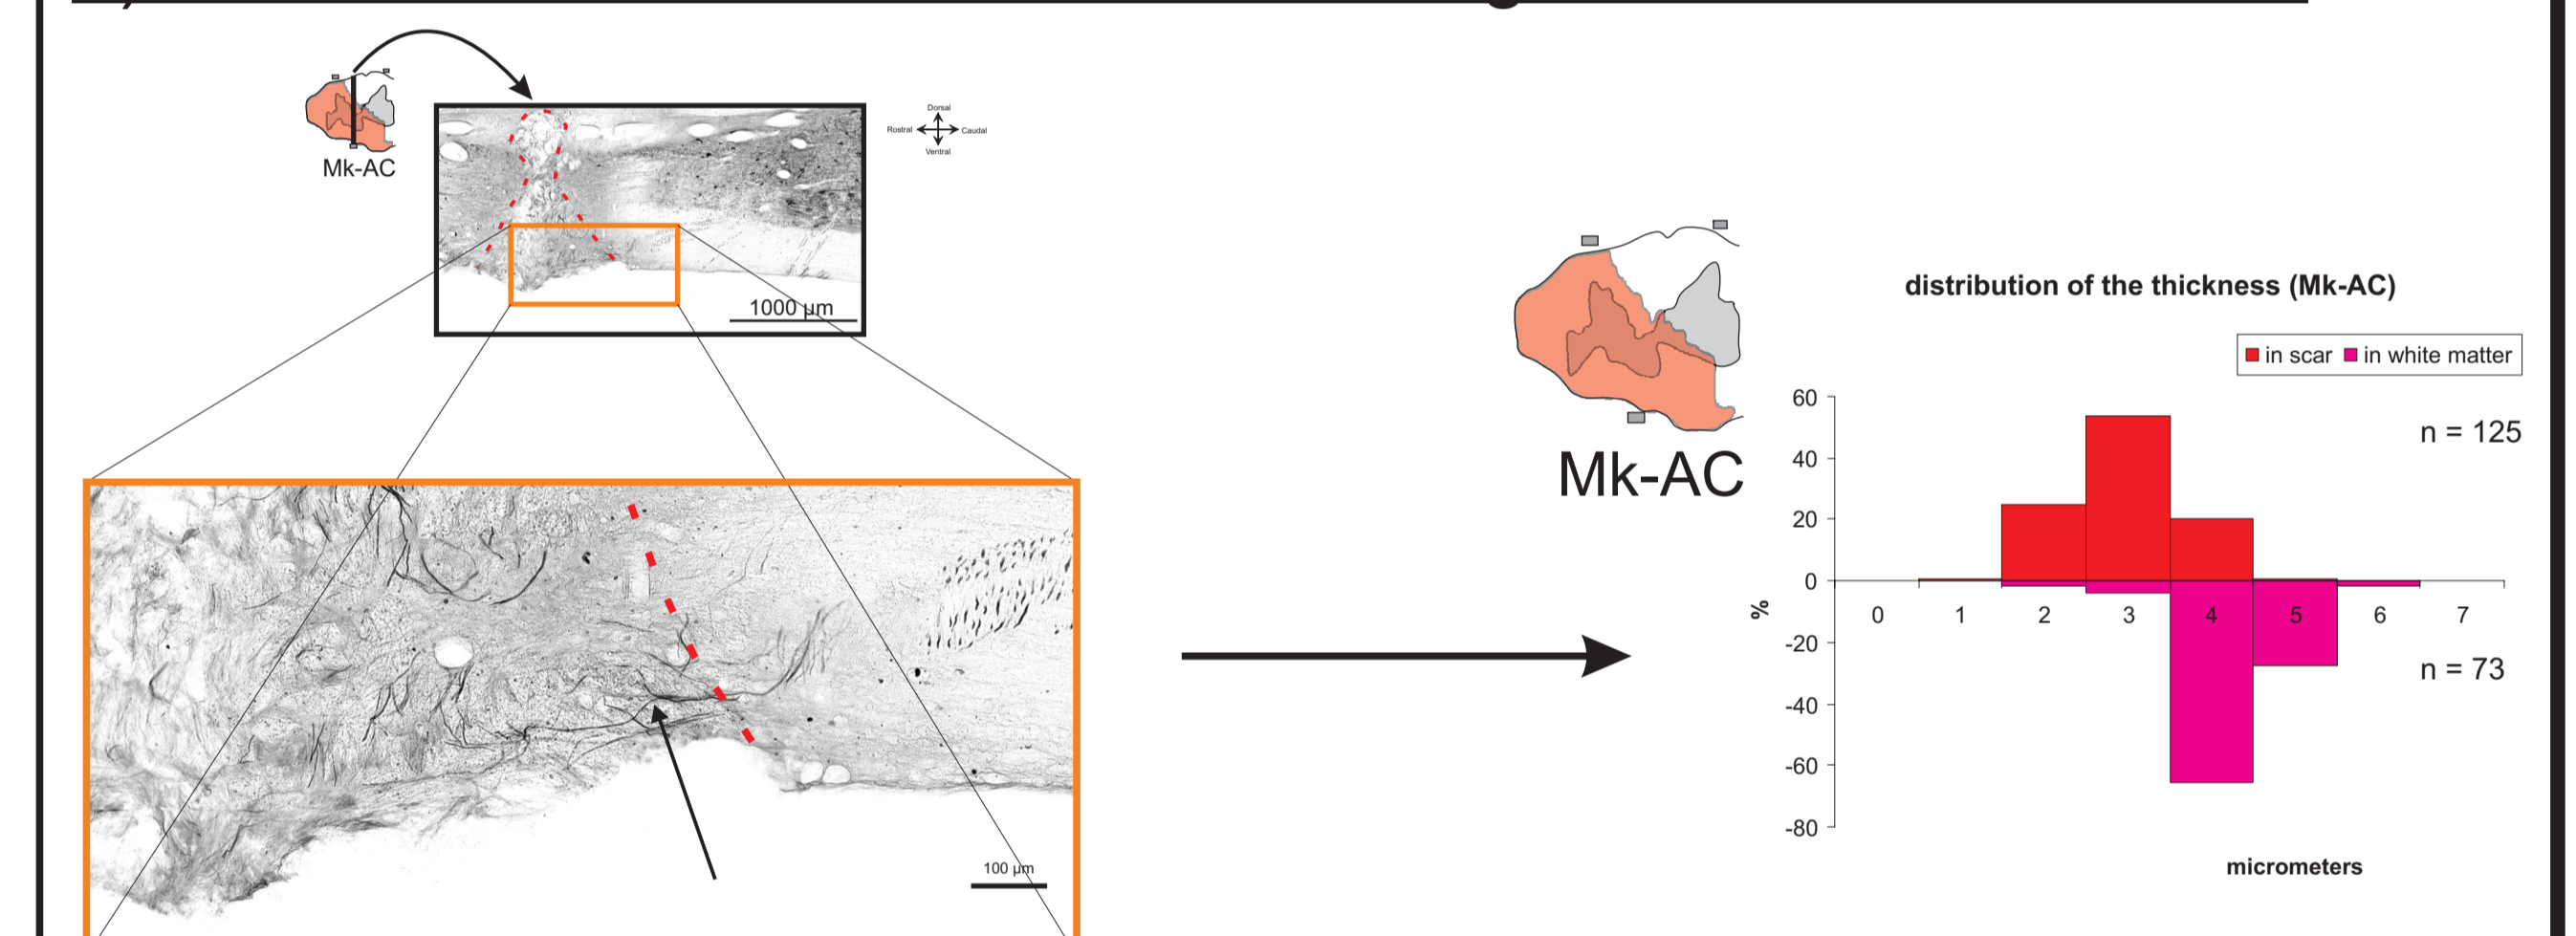 Mk-AC
Dorsal
Rostral
Caudal
Ventral
1000 µm
100 µm
Mk-AC
distribution of the thickness (Mk-AC)
in scar in white matter
60
40
20
0
-20
-40
-60
-80
%
0 1 2 3 4 5 6 7
n = 125
n = 73
micrometers